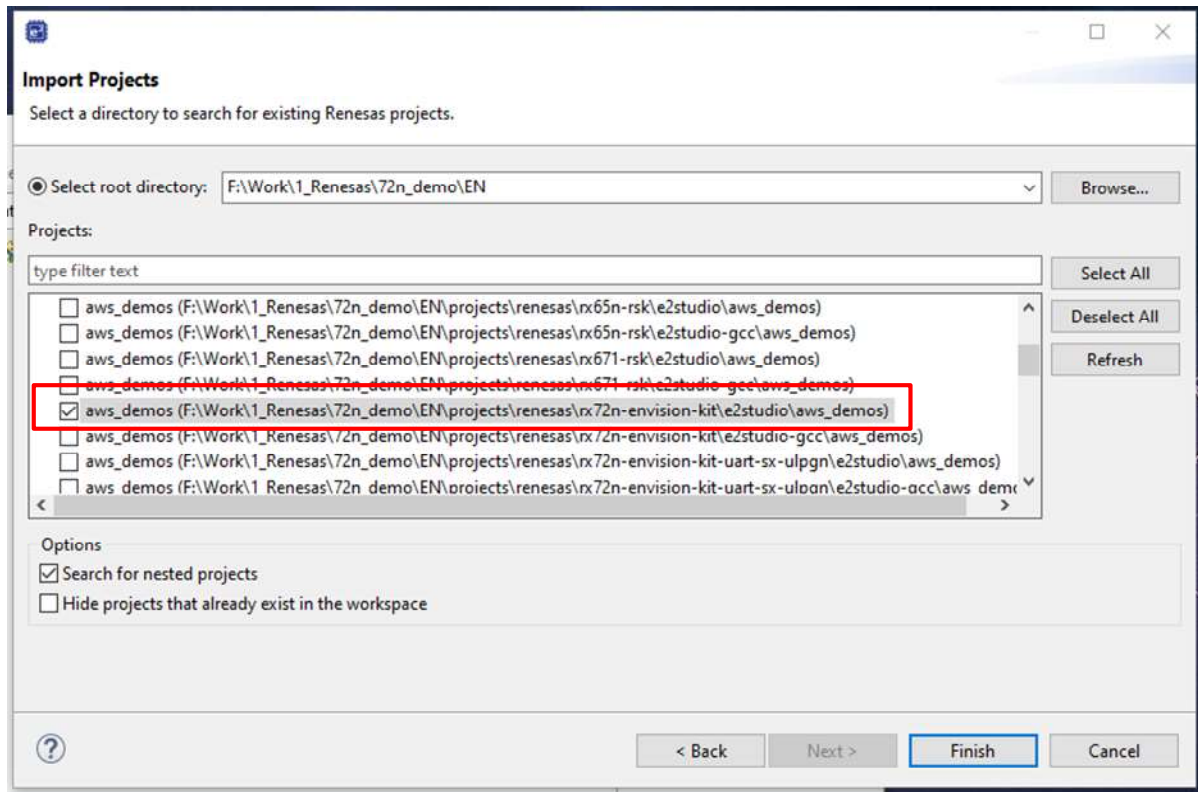 Import Projects
Select a directory to search for existing Renesas projects.
Select root directory: F:\Work\1_Renesas\72n_demo\EN Browse...
Projects:
type filter text Select All
aws_demos (F:\Work\1_Renesas\72n_demo\EN\projects\renesas\rx65n-rsk\e2studio\aws_demos)
Deselect All
aws_demos (F:\Work\1_Renesas\72n_demo\EN\projects\renesas\rx65n-rsk\e2studio-gcc\aws_demos)
aws_demos (F:\Work\1_Renesas\72n_demo\EN\projects\renesas\rx671-rsk\e2studio\aws_demos) Refresh
aws_demos (F:\Work\1_Renesas\72n_demo\EN\projects\renesas\rx671-rsk\e2studio-gcc\aws_demos)
aws_demos (F:\Work\1_Renesas\72n_demo\EN\projects\renesas\rx72n-envision-kit\e2studio\aws_demos)
aws_demos (F:\Work\1_Renesas\72n_demo\EN\projects\renesas\rx72n-envision-kit\e2studio-gcc\aws_demos)
aws_demos (F:\Work\1_Renesas\72n_demo\EN\projects\renesas\rx72n-envision-kit-uart-sx-ulpgn\e2studio\aws_demos)
aws_demos (F:\Work\1_Renesas\72n_demo\EN\projects\renesas\rx72n-envision-kit-uart-sx-ulpgn\e2studio-gcc\aws_demo
Options
Search for nested projects
Hide projects that already exist in the workspace
? < Back Next > Finish Cancel